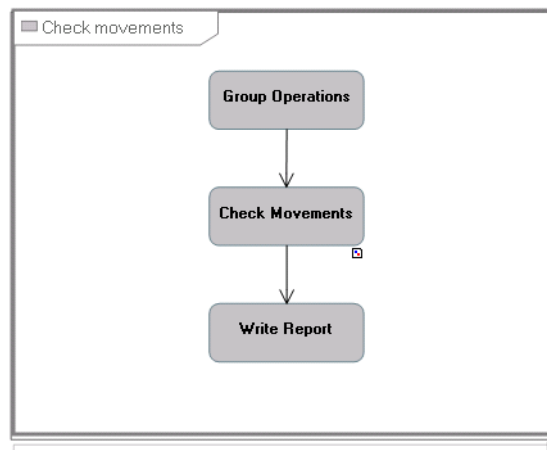 Check movements
Group Operations
Check Movements
Write Report